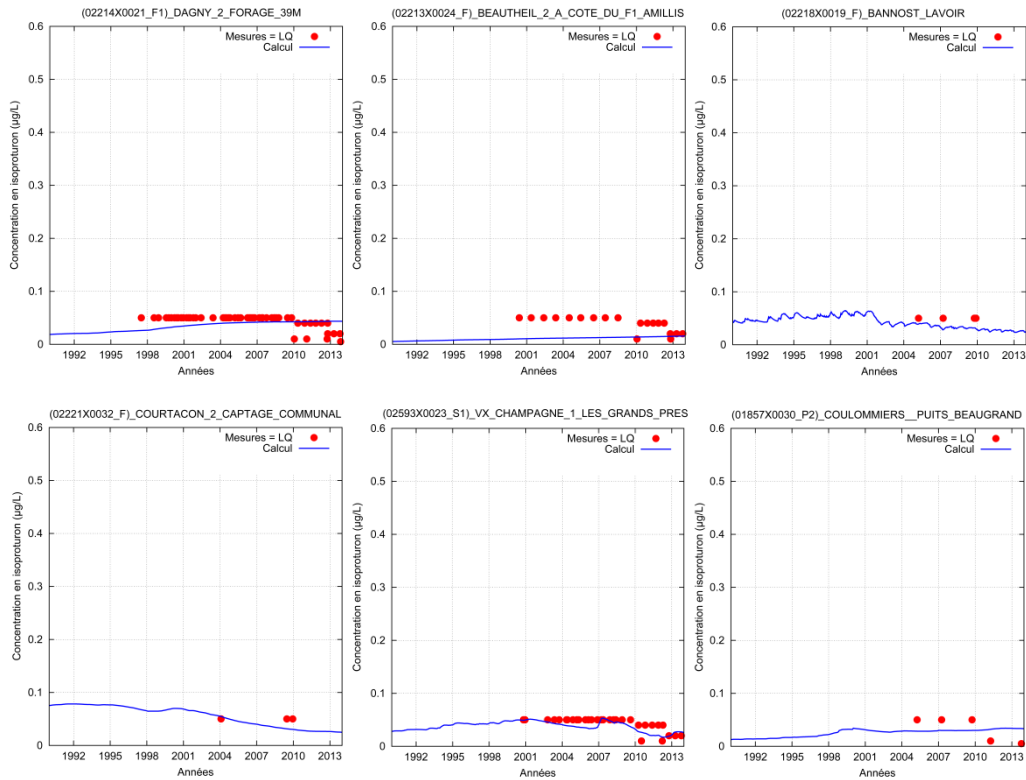 (02214X0021_F1)_DAGNY_2_FORAGE_39M
Mesures = LQ
Calcul
Concentration en isoproturon (µg/L)
0.6
0.5
0.4
0.3
0.2
0.1
0
1992 1995 1998 2001 2004 2007 2010 2013
Années
(02213X0024_F)_BEAUTHEIL_2_A_COTE_DU_F1_AMILLIS
Mesures = LQ
Calcul
Concentration en isoproturon (µg/L)
0.6
0.5
0.4
0.3
0.2
0.1
0
1992 1995 1998 2001 2004 2007 2010 2013
Années
(02218X0019_F)_BANNOST_LAVOIR
Mesures = LQ
Calcul
Concentration en isoproturon (µg/L)
0.6
0.5
0.4
0.3
0.2
0.1
0
1992 1995 1998 2001 2004 2007 2010 2013
Années
(02221X0032_F)_COURTACON_2_CAPTAGE_COMMUNAL
Mesures = LQ
Calcul
Concentration en isoproturon (µg/L)
0.6
0.5
0.4
0.3
0.2
0.1
0
1992 1995 1998 2001 2004 2007 2010 2013
Années
(02593X0023_S1)_VX_CHAMPAGNE_1_LES_GRANDS_PRES
Mesures = LQ
Calcul
Concentration en isoproturon (µg/L)
0.6
0.5
0.4
0.3
0.2
0.1
0
1992 1995 1998 2001 2004 2007 2010 2013
Années
(01857X0030_P2)_COULOMMIERS__PUITS_BEAUGRAND
Mesures = LQ
Calcul
Concentration en isoproturon (µg/L)
0.6
0.5
0.4
0.3
0.2
0.1
0
1992 1995 1998 2001 2004 2007 2010 2013
Années